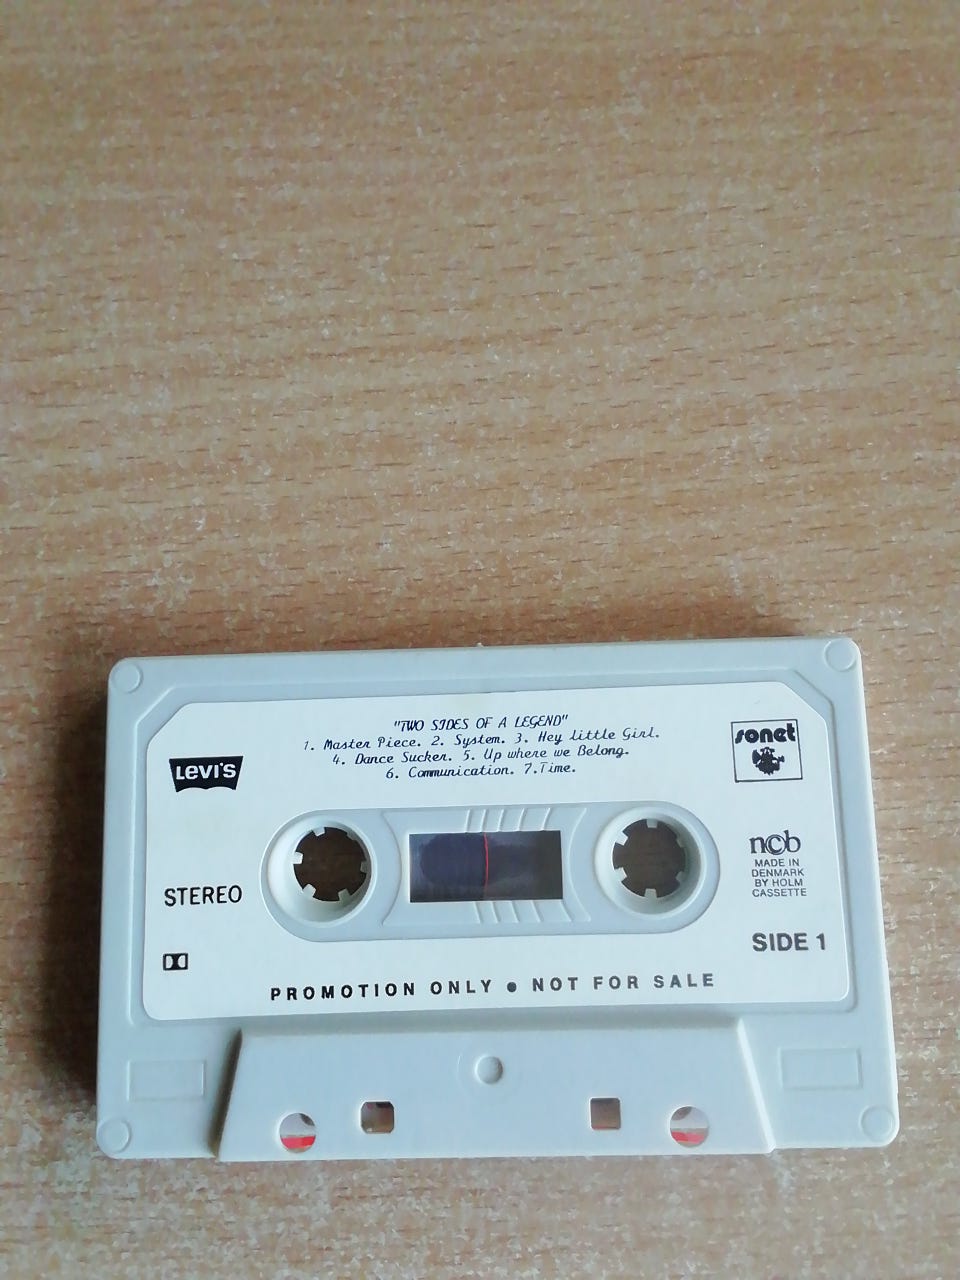 "TWO SIDES OF A LEGEND"
1. Master Piece. 2. System. 3. Hey little Girl.
4. Dance Sucker. 5. Up where we Belong.
6. Communication. 7.Time.
LEVI'S
sonet
STEREO
ncb
MADE IN
DENMARK
BY HOLM
CASSETTE
SIDE 1
PROMOTION ONLY ● NOT FOR SALE